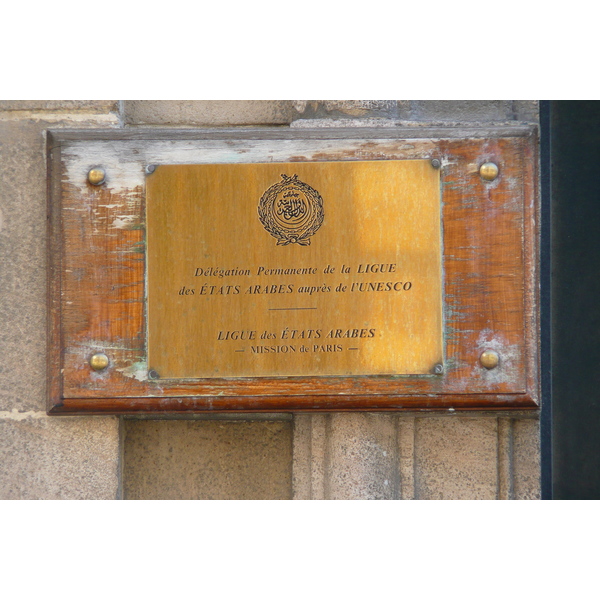 Délégation Permanente de la LIGUE
des ÉTATS ARABES auprès de l'UNESCO
LIGUE des ÉTATS ARABES
— MISSION de PARIS —